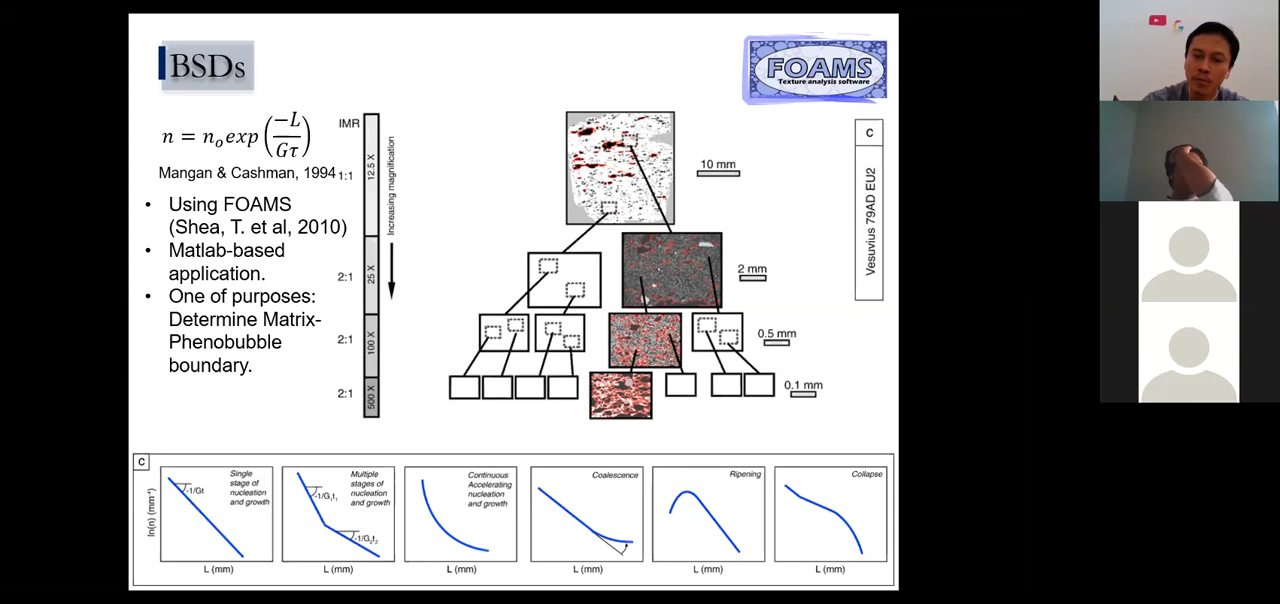 BSDs
FOAMS
Texture analysis software
n = nₒexp(−L/Gτ)
Mangan & Cashman, 1994
• Using FOAMS
(Shea, T. et al, 2010)
• Matlab-based
application.
• One of purposes:
Determine Matrix-
Phenobubble
boundary.
IMR
1:1
2:1
2:1
2:1
12.5 X
25 X
100 X
500 X
Increasing magnification
10 mm
2 mm
0.5 mm
0.1 mm
C
Vesuvius 79AD EU2
C
ln(n) (mm⁻⁴)
Single
stage of
nucleation
and growth
-1/Gt
L (mm)
Multiple
stages of
nucleation
and growth
-1/G₁t₁
-1/G₂t₂
L (mm)
Continuous
Accelerating
nucleation
and growth
L (mm)
Coalescence
L (mm)
Ripening
L (mm)
Collapse
L (mm)